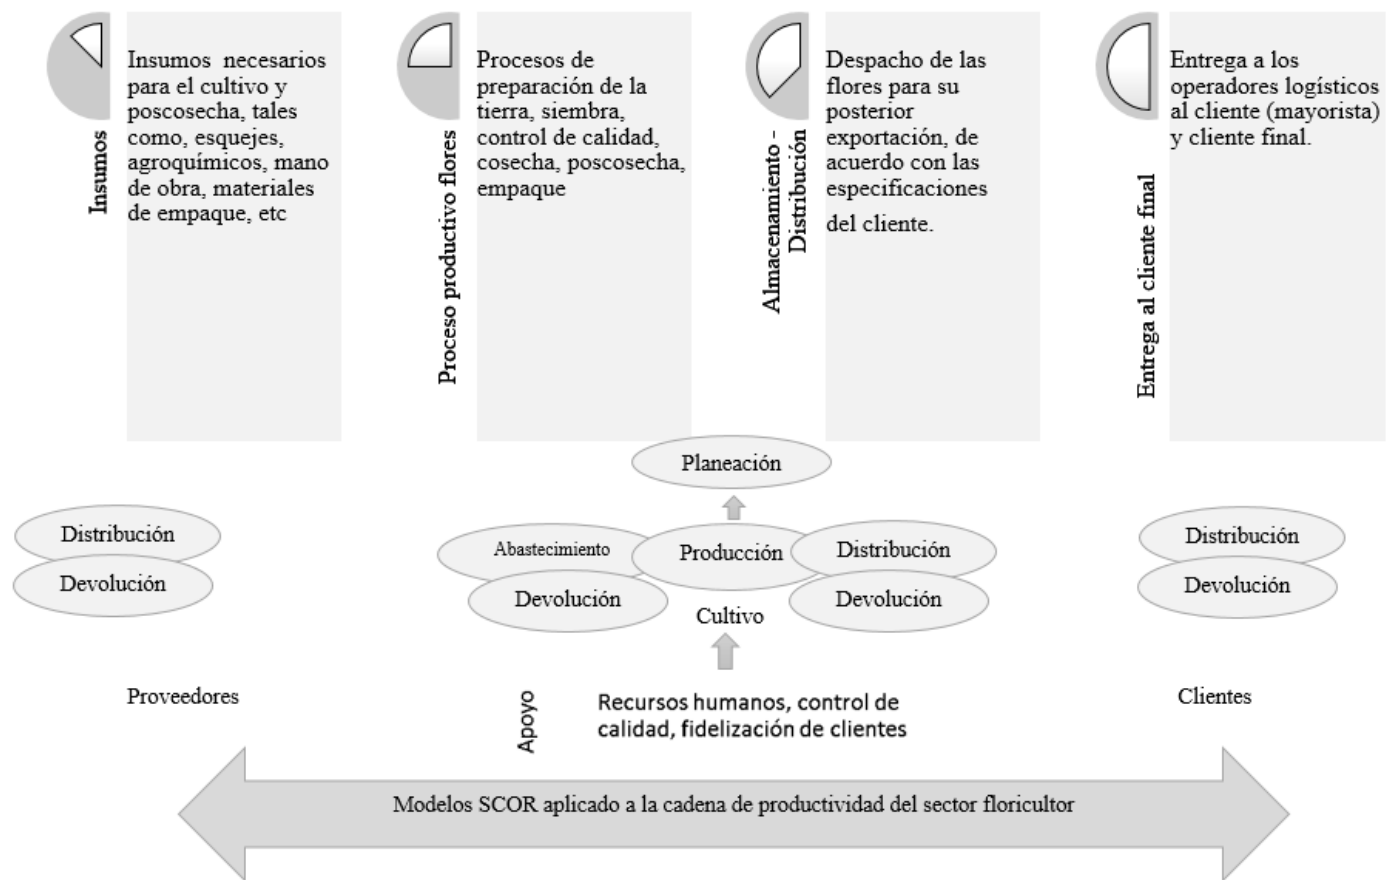 Insumos
Insumos necesarios
para el cultivo y
poscosecha, tales
como, esquejes,
agroquímicos, mano
de obra, materiales
de empaque, etc
Proceso productivo flores
Procesos de
preparación de la
tierra, siembra,
control de calidad,
cosecha, poscosecha,
empaque
Almacenamiento -
Distribución
Despacho de las
flores para su
posterior
exportación, de
acuerdo con las
especificaciones
del cliente.
Entrega al cliente final
Entrega a los
operadores logísticos
al cliente (mayorista)
y cliente final.
Planeación
Distribución
Devolución
Abastecimiento
Devolución
Producción
Cultivo
Distribución
Devolución
Distribución
Devolución
Proveedores
Apoyo
Recursos humanos, control de
calidad, fidelización de clientes
Clientes
Modelos SCOR aplicado a la cadena de productividad del sector floricultor